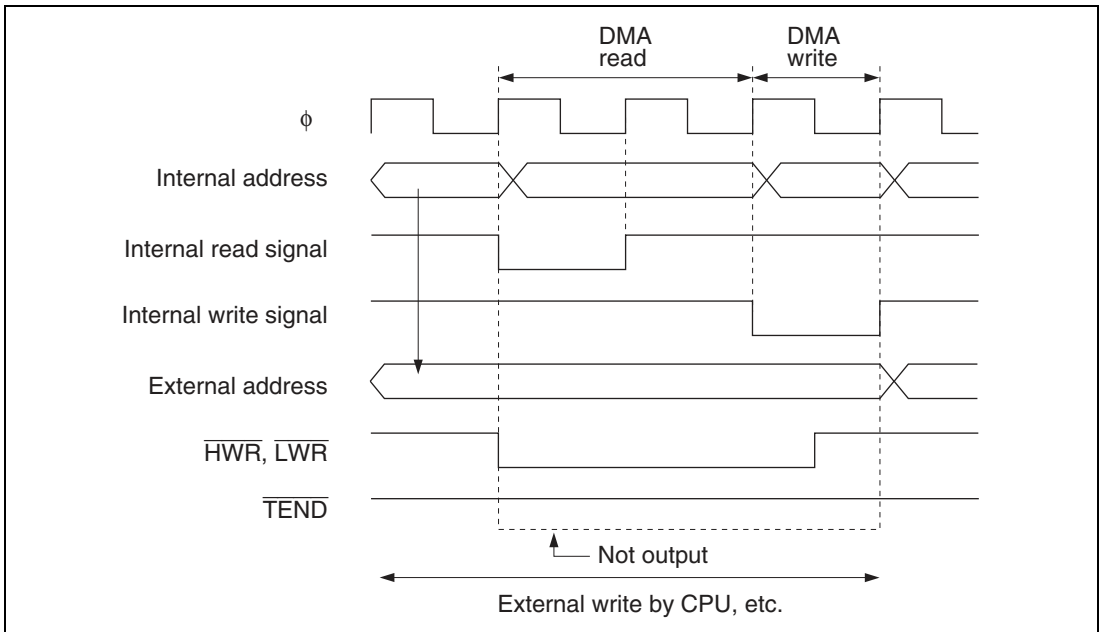 DMA read
DMA write
ϕ
Internal address
Internal read signal
Internal write signal
External address
HWR, LWR
TEND
Not output
External write by CPU, etc.